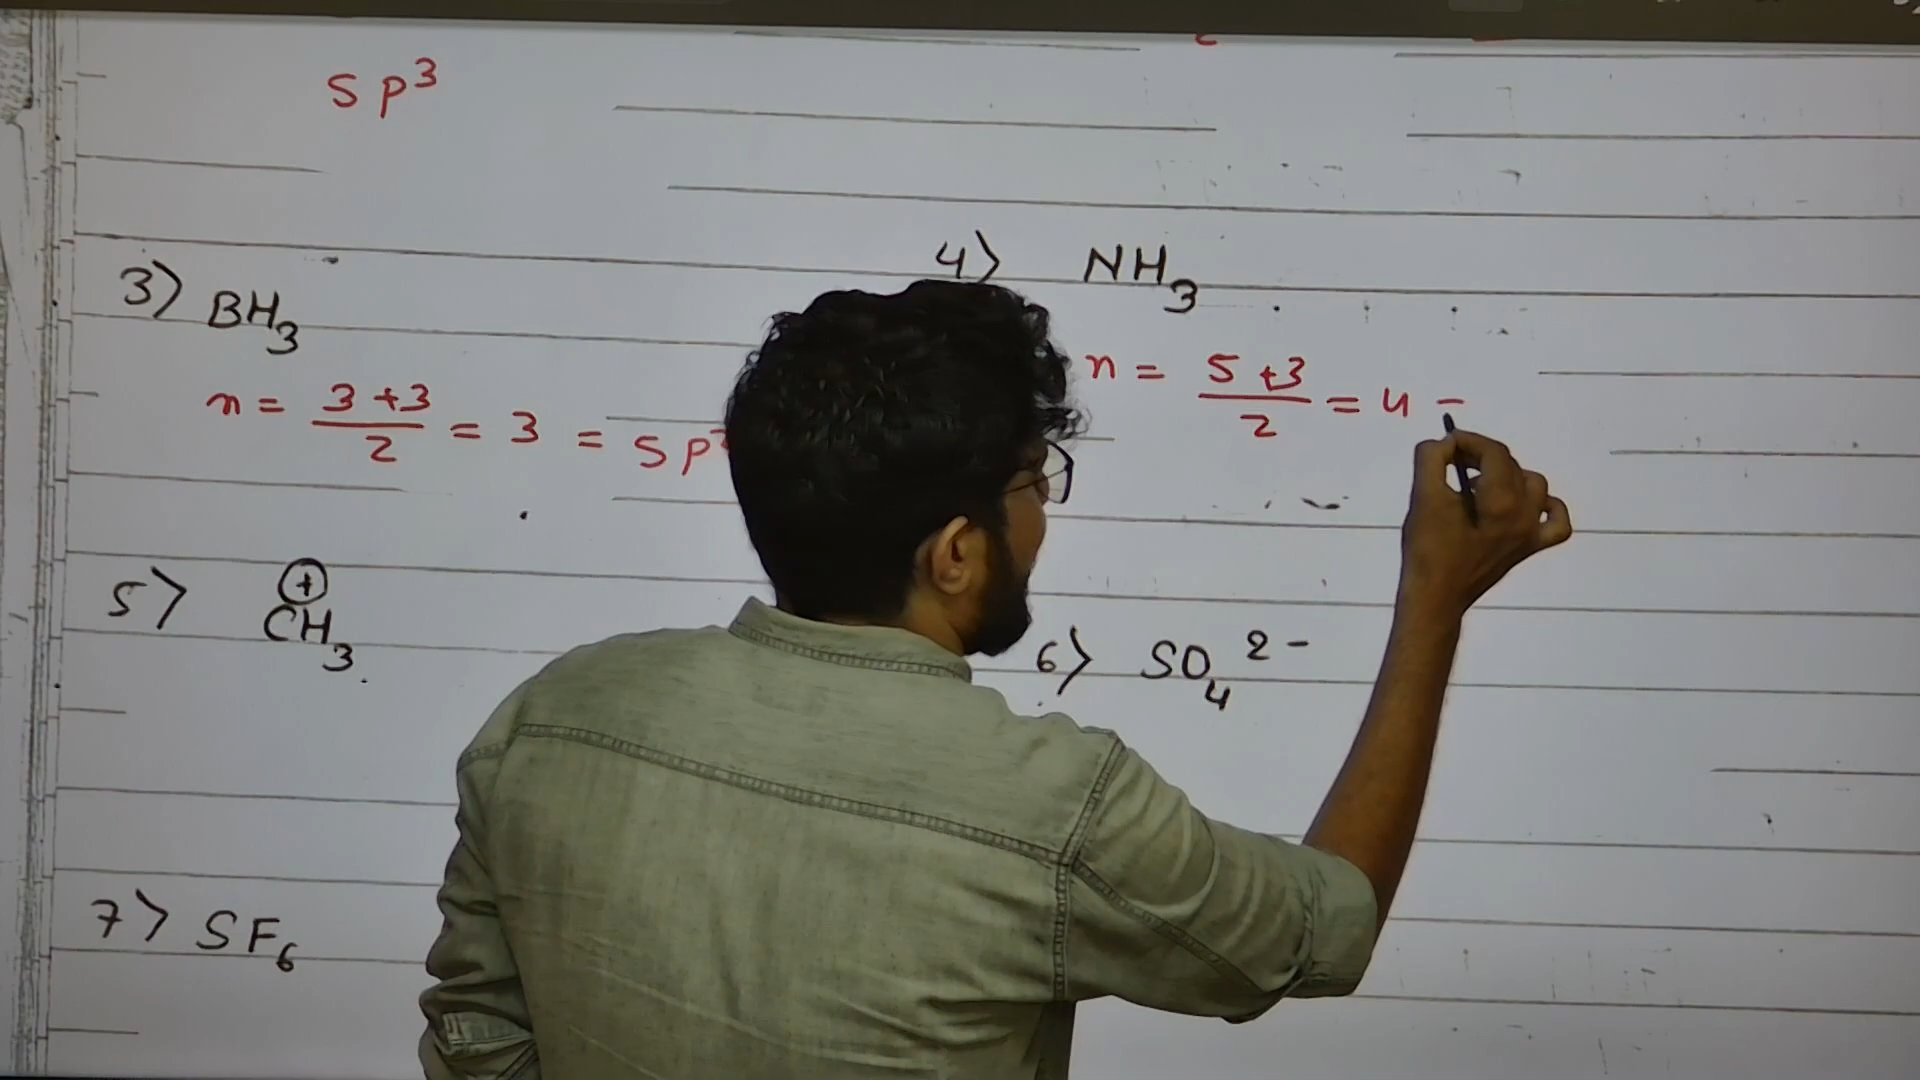 sp³
3) BH₃
n = 3+3/2 = 3 = sp²
4) NH₃
n = 5+3/2 = 4 =
5) ⊕
CH₃
6) SO₄²⁻
7) SF₆